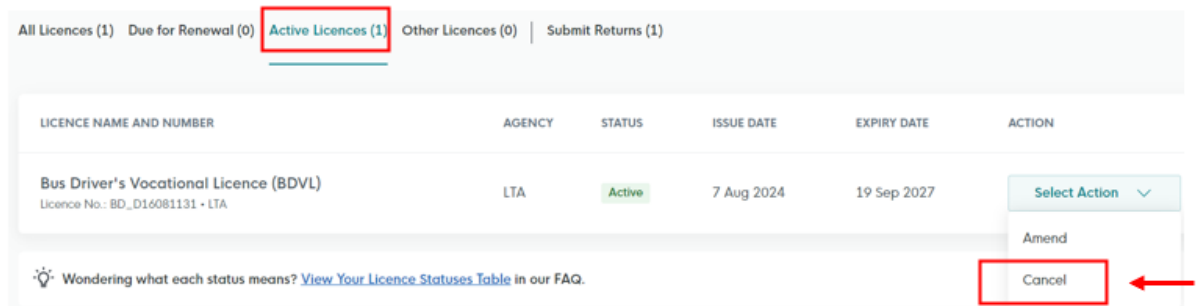 All Licences (1) Due for Renewal (0) Active Licences (1) Other Licences (0) Submit Returns (1)
LICENCE NAME AND NUMBER AGENCY STATUS ISSUE DATE EXPIRY DATE ACTION
Bus Driver's Vocational Licence (BDVL) LTA Active 7 Aug 2024 19 Sep 2027 Select Action
Licence No.: BD_D16081131 • LTA
Amend
Wondering what each status means? View Your Licence Statuses Table in our FAQ.
Cancel